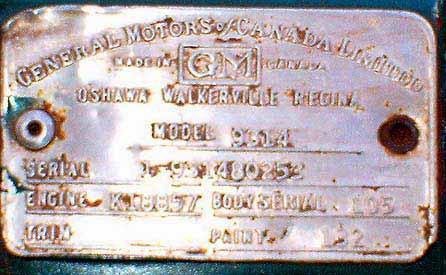 GENERAL MOTORS of CANADA LIMITED
MADE IN GM CANADA
OSHAWA WALKERVILLE REGINA
MODEL 9314
SERIAL
ENGINE BODY SERIAL
TRIM PAINT